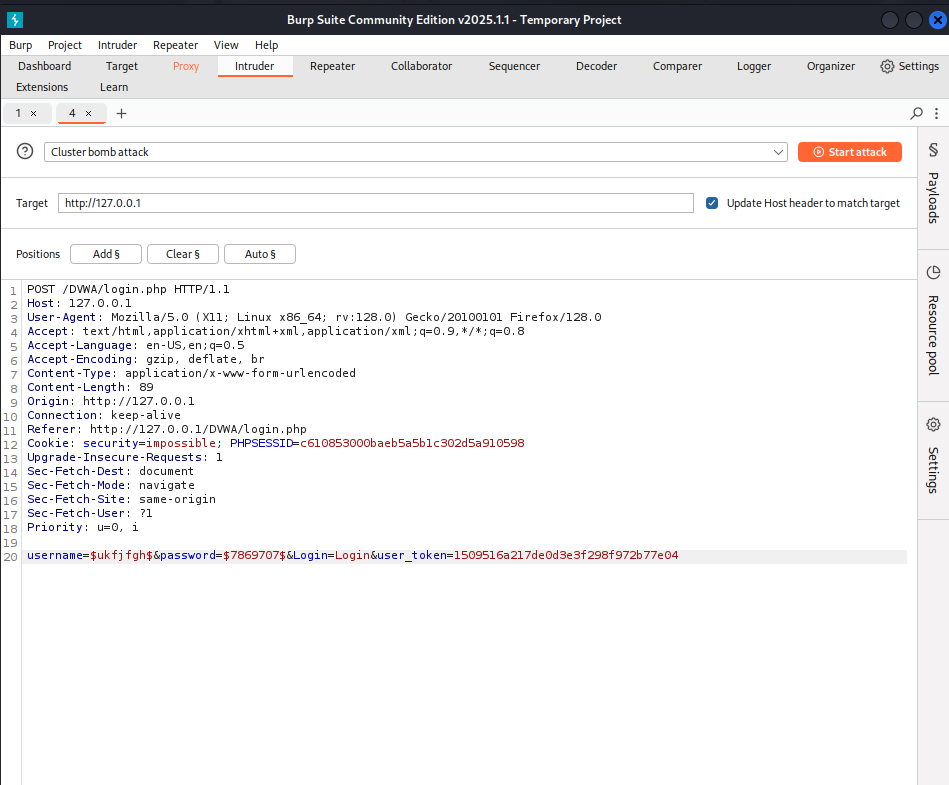 Burp Suite Community Edition v2025.1.1 - Temporary Project
Burp Project Intruder Repeater View Help
Dashboard Target Proxy Intruder Repeater Collaborator Sequencer Decoder Comparer Logger Organizer Settings
Extensions Learn
1 × 4 × +
? Cluster bomb attack Start attack
Target http://127.0.0.1 Update Host header to match target
Positions Add § Clear § Auto §
1 POST /DVWA/login.php HTTP/1.1
2 Host: 127.0.0.1
3 User-Agent: Mozilla/5.0 (X11; Linux x86_64; rv:128.0) Gecko/20100101 Firefox/128.0
4 Accept: text/html,application/xhtml+xml,application/xml;q=0.9,*/*;q=0.8
5 Accept-Language: en-US,en;q=0.5
6 Accept-Encoding: gzip, deflate, br
7 Content-Type: application/x-www-form-urlencoded
8 Content-Length: 89
9 Origin: http://127.0.0.1
10 Connection: keep-alive
11 Referer: http://127.0.0.1/DVWA/login.php
12 Cookie: security=impossible; PHPSESSID=c610853000baeb5a5b1c302d5a910598
13 Upgrade-Insecure-Requests: 1
14 Sec-Fetch-Dest: document
15 Sec-Fetch-Mode: navigate
16 Sec-Fetch-Site: same-origin
17 Sec-Fetch-User: ?1
18 Priority: u=0, i
19
20 username=$ukfjfgh$&password=$7869707$&Login=Login&user_token=1509516a217de0d3e3f298f972b77e04
§ Payloads
Resource pool
Settings